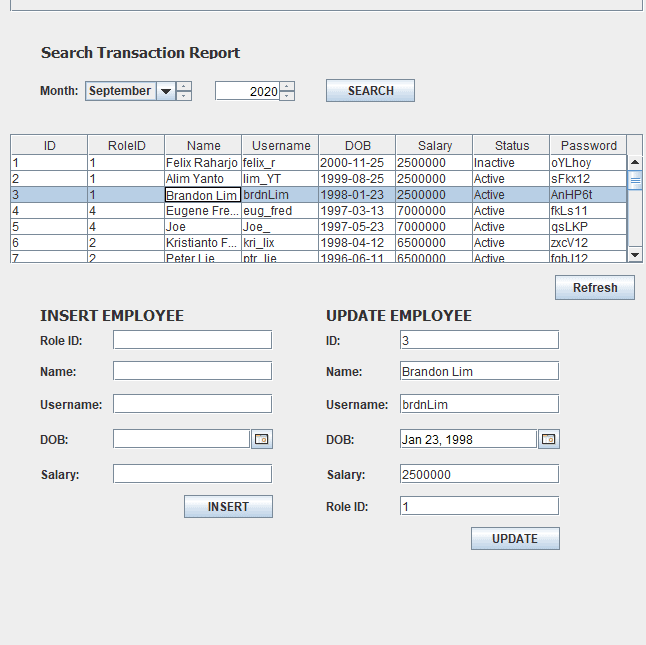 Search Transaction Report
Month: September 2020 SEARCH
ID RoleID Name Username DOB Salary Status Password
1 1 Felix Raharjo felix_r 2000-11-25 2500000 Inactive oYLhoy
2 1 Alim Yanto lim_YT 1999-08-25 2500000 Active sFkx12
3 1 Brandon Lim brdnLim 1998-01-23 2500000 Active AnHP6t
4 4 Eugene Fre... eug_fred 1997-03-13 7000000 Active fkLs11
5 4 Joe Joe_ 1997-05-23 7000000 Active qsLKP
6 2 Kristianto F... kri_lix 1998-04-12 6500000 Active zxcV12
7 2 Peter Lie ptr_lie 1996-06-11 6500000 Active fghJ12
Refresh
INSERT EMPLOYEE
Role ID:
Name:
Username:
DOB:
Salary:
INSERT
UPDATE EMPLOYEE
ID: 3
Name: Brandon Lim
Username: brdnLim
DOB: Jan 23, 1998
Salary: 2500000
Role ID: 1
UPDATE